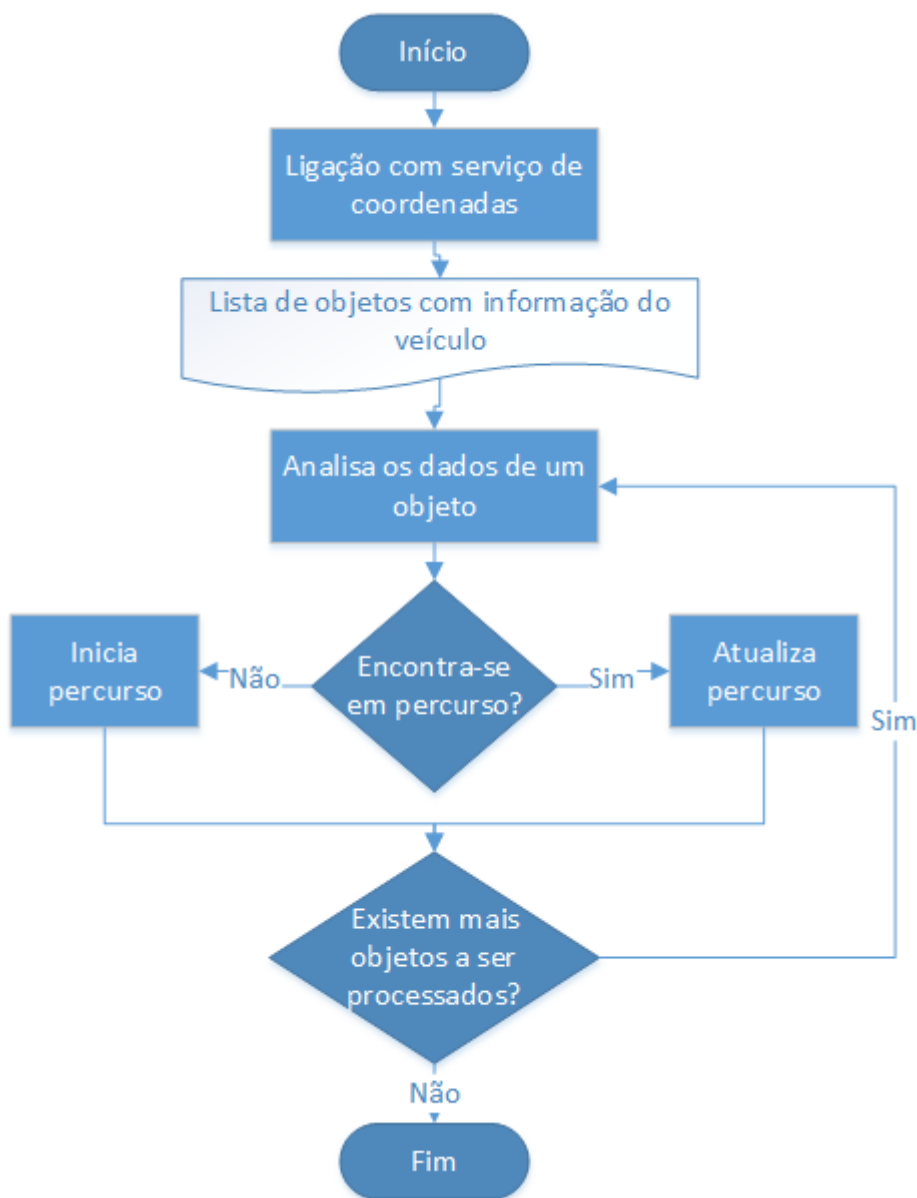 Início
Ligação com serviço de
coordenadas
Lista de objetos com informação do
veículo
Analisa os dados de um
objeto
Inicia
percurso
Não
Encontra-se
em percurso?
Sim
Atualiza
percurso
Sim
Existem mais
objetos a ser
processados?
Não
Fim